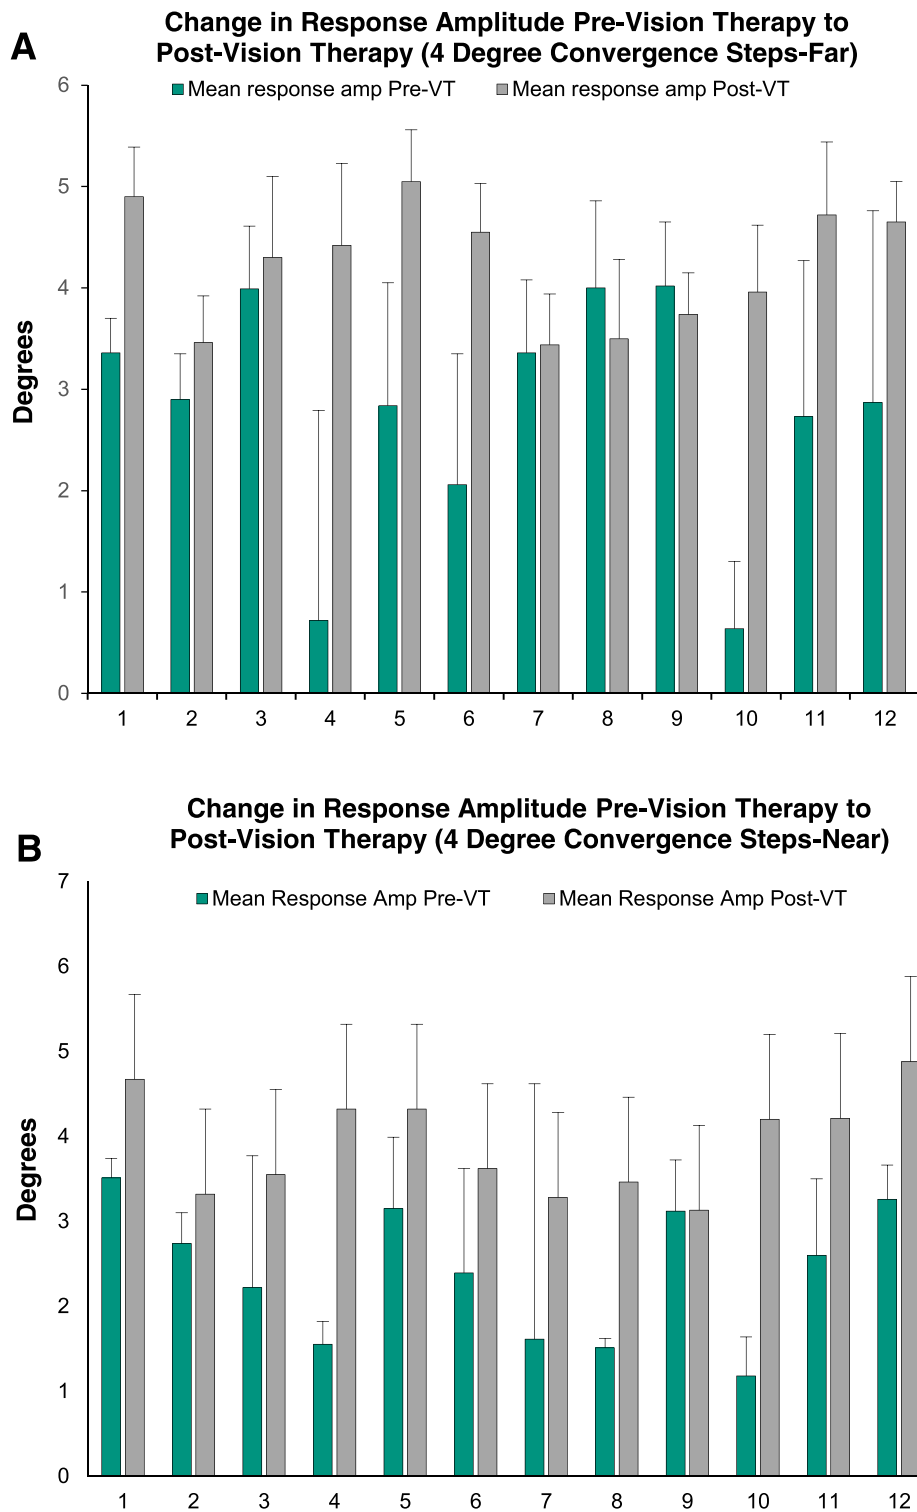 A
Change in Response Amplitude Pre-Vision Therapy to
Post-Vision Therapy (4 Degree Convergence Steps-Far)
6
Mean response amp Pre-VT Mean response amp Post-VT
5
4
3
2
1
0
Degrees
1 2 3 4 5 6 7 8 9 10 11 12
B
Change in Response Amplitude Pre-Vision Therapy to
Post-Vision Therapy (4 Degree Convergence Steps-Near)
7
Mean Response Amp Pre-VT Mean Response Amp Post-VT
6
5
4
3
2
1
0
Degrees
1 2 3 4 5 6 7 8 9 10 11 12